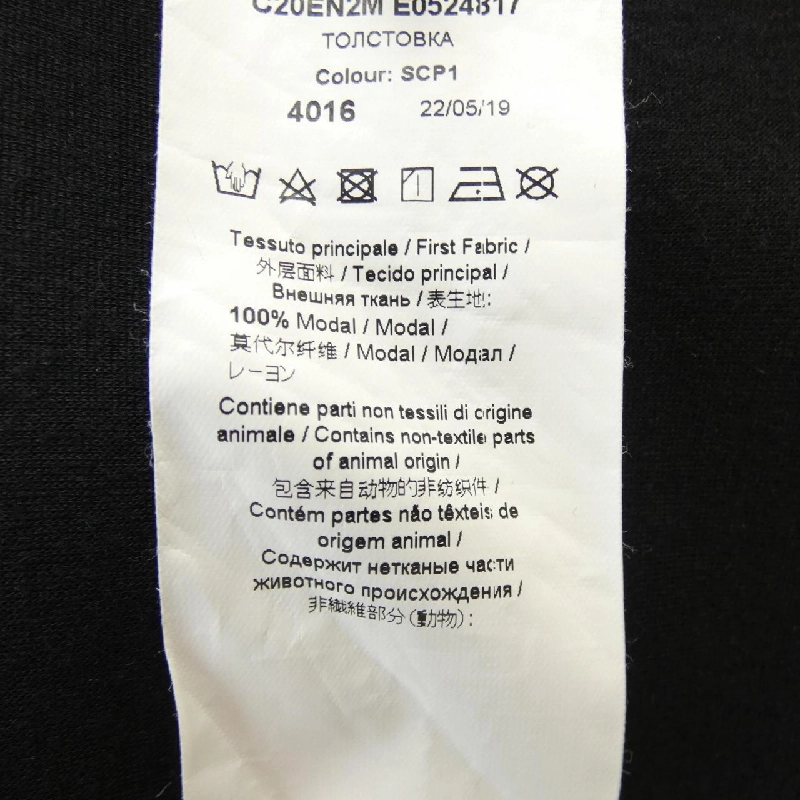 C20EN2M E0524817
ТОЛСТОВКА
Colour: SCP1
4016 22/05/19
Tessuto principale / First Fabric /
外层面料 / Tecido principal /
Внешняя ткань / 表生地:
100% Modal / Modal /
莫代尔纤维 / Modal / Модал /
レーヨン
Contiene parti non tessili di origine
animale / Contains non-textile parts
of animal origin /
包含来自动物的非纺织件 /
Contém partes não têxteis de
origem animal /
Содержит нетканые части
животного происхождения /
非繊維部分(動物):